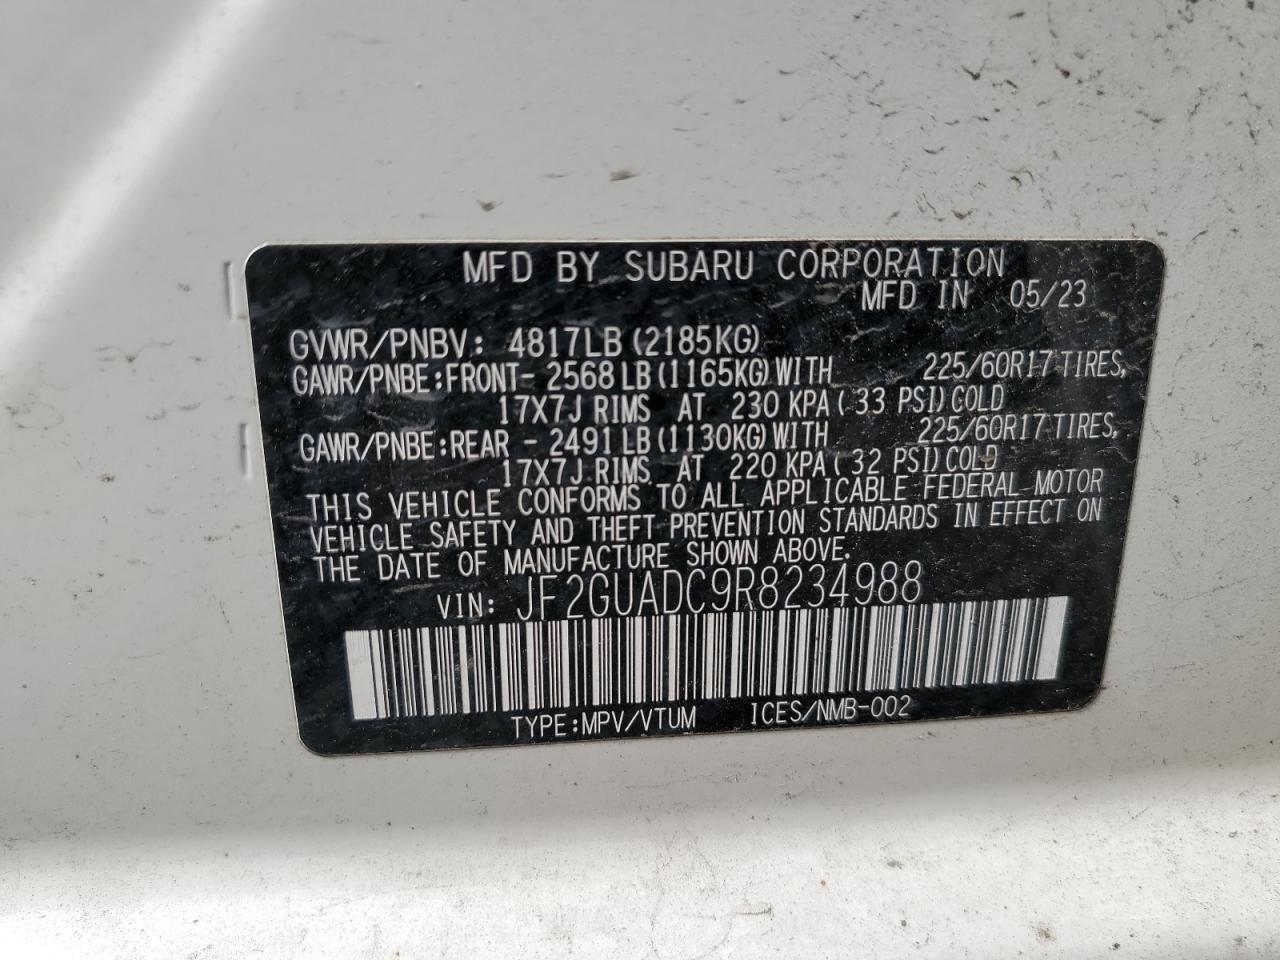 MFD BY SUBARU CORPORATION
MFD IN 05/23
GVWR/PNBV: 4817LB (2185KG)
GAWR/PNBE:FRONT- 2568 LB (1165KG) WITH 225/60R17 TIRES,
17X7J RIMS AT 230 KPA ( 33 PSI) COLD
GAWR/PNBE:REAR - 2491 LB (1130KG) WITH 225/60R17 TIRES,
17X7J RIMS AT 220 KPA ( 32 PSI) COLD
THIS VEHICLE CONFORMS TO ALL APPLICABLE FEDERAL MOTOR
VEHICLE SAFETY AND THEFT PREVENTION STANDARDS IN EFFECT ON
THE DATE OF MANUFACTURE SHOWN ABOVE.
VIN: JF2GUADC9R8234988
TYPE:MPV/VTUM ICES/NMB-002